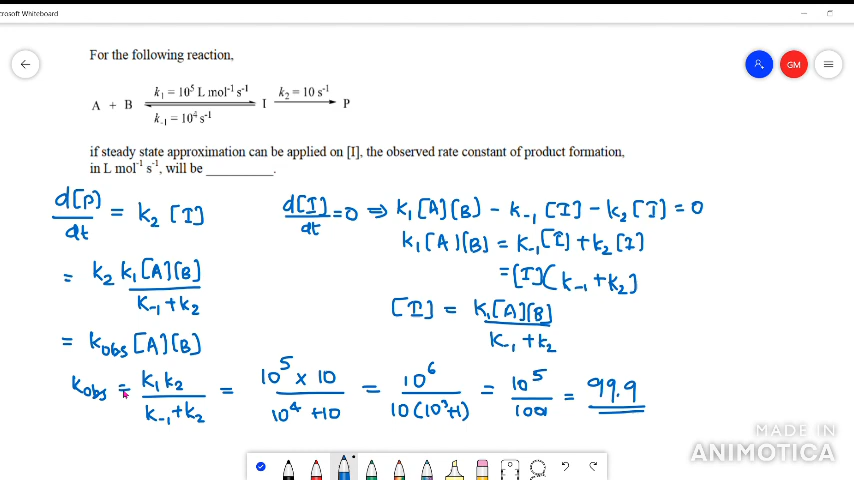 crosoft Whiteboard
GM
For the following reaction,
k₁ = 10⁵ L mol⁻¹ s⁻¹
k₂ = 10 s⁻¹
A + B ⇌ I → P
k₋₁ = 10⁴ s⁻¹
if steady state approximation can be applied on [I], the observed rate constant of product formation,
in L mol⁻¹ s⁻¹, will be __________.
d[P]/dt = k₂ [I]
d[I]/dt = 0 ⇒ k₁[A][B] − k₋₁[I] − k₂[I] = 0
k₁[A][B] = k₋₁[I] + k₂[I]
= k₂ k₁[A][B] / k₋₁ + k₂
= [I](k₋₁ + k₂]
[I] = k₁[A][B] / k₋₁ + k₂
= kobs [A][B]
kobs = k₁ k₂ / k₋₁ + k₂ = 10⁵ × 10 / 10⁴ + 10 = 10⁶ / 10(10³+1) = 10⁵ / 1001 = 99.9
MADE IN
ANIMOTICA